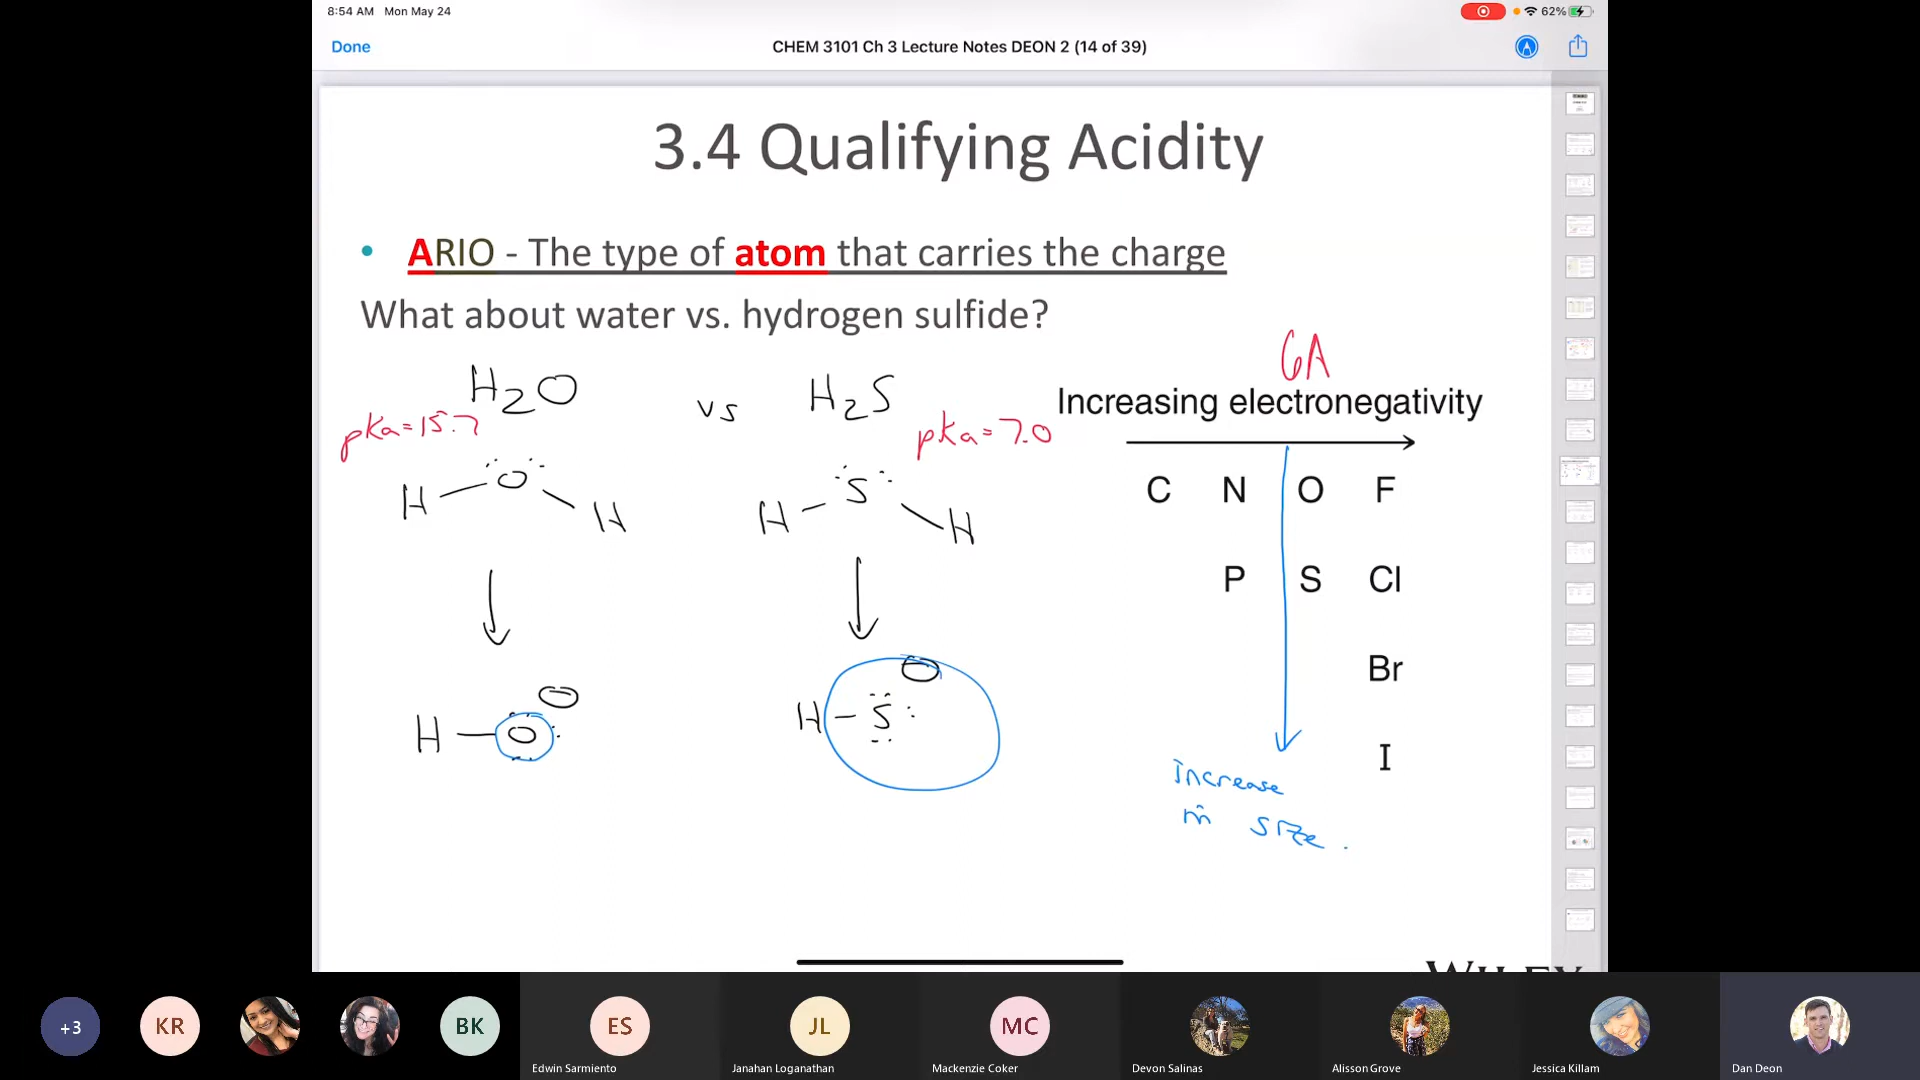 8:54 AM Mon May 24
62%
Done
CHEM 3101 Ch 3 Lecture Notes DEON 2 (14 of 39)
3.4 Qualifying Acidity
• ARIO - The type of atom that carries the charge
What about water vs. hydrogen sulfide?
6A
H2O vs H2S
Increasing electronegativity
pKa=15.7
pKa=7.0
H O H
H S H
C N O F
P S Cl
Br
H O
H S
I
Increase
in size.
WILEY
+3 KR BK ES JL MC
Edwin Sarmiento Janahan Loganathan Mackenzie Coker Devon Salinas Alisson Grove Jessica Killam Dan Deon